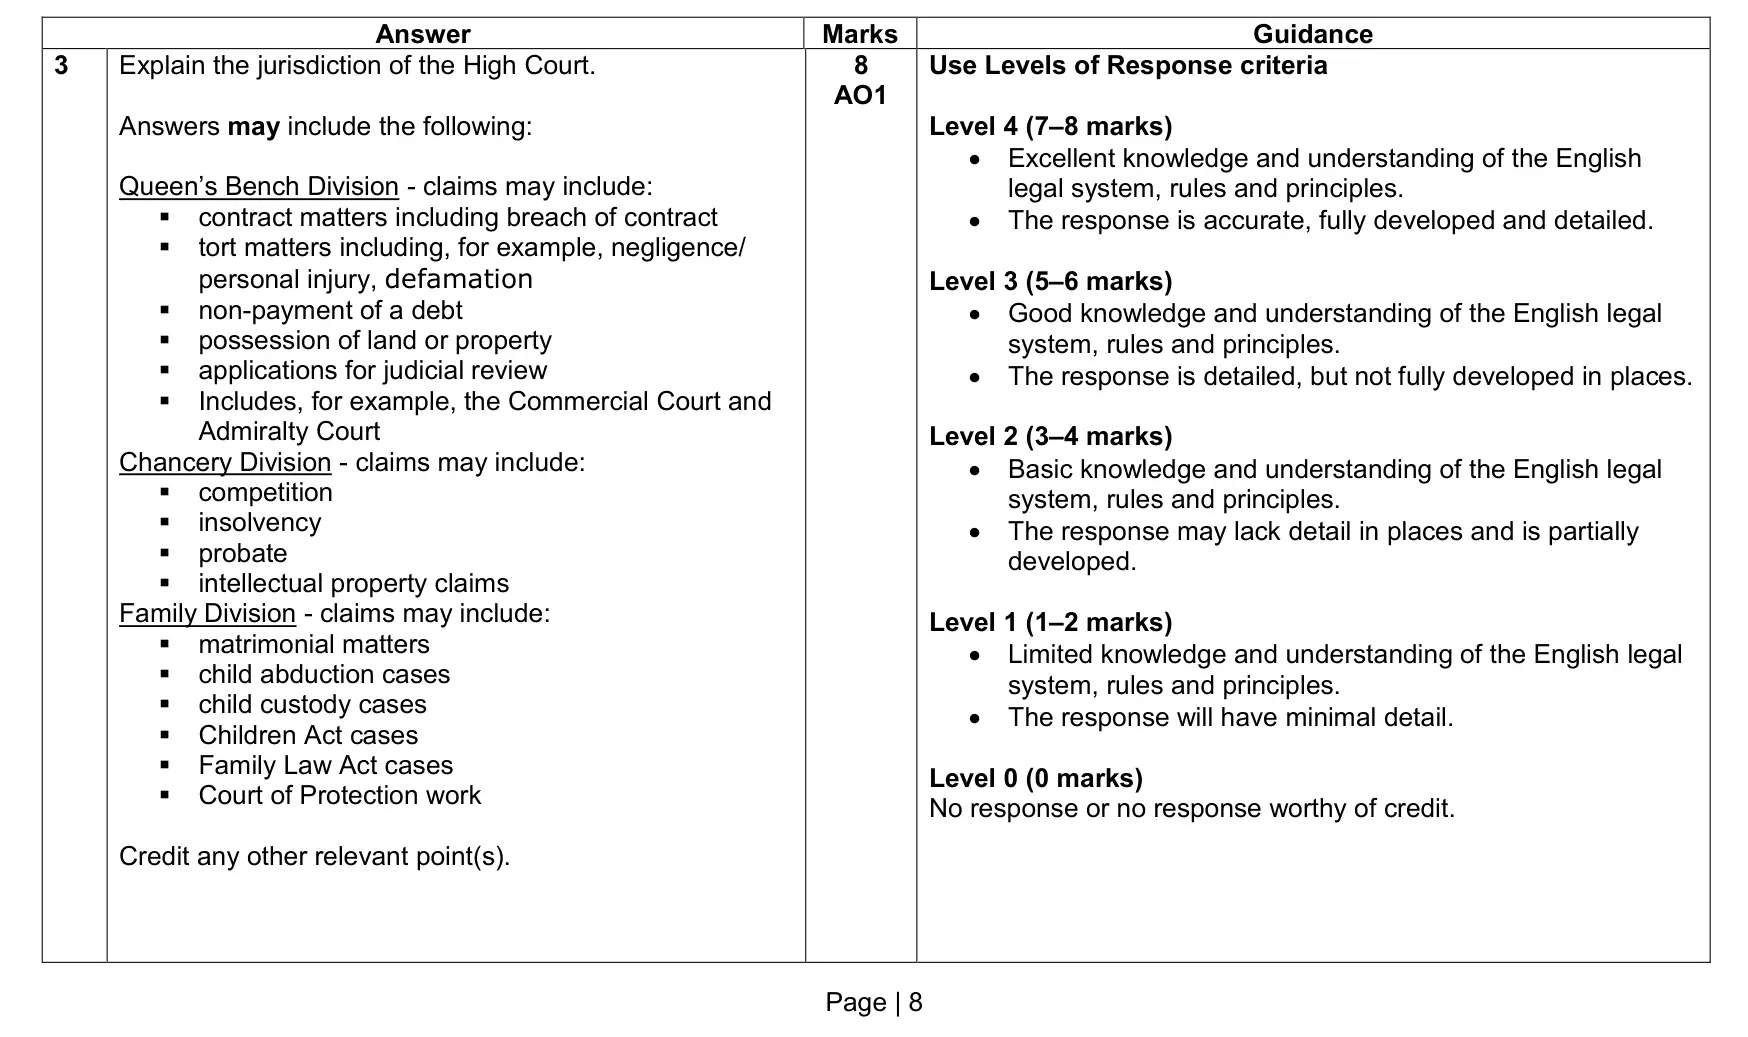 Answer Marks Guidance
3 Explain the jurisdiction of the High Court.
Answers may include the following:
Queen's Bench Division - claims may include:
▪ contract matters including breach of contract
▪ tort matters including, for example, negligence/
personal injury, defamation
▪ non-payment of a debt
▪ possession of land or property
▪ applications for judicial review
▪ Includes, for example, the Commercial Court and
Admiralty Court
Chancery Division - claims may include:
▪ competition
▪ insolvency
▪ probate
▪ intellectual property claims
Family Division - claims may include:
▪ matrimonial matters
▪ child abduction cases
▪ child custody cases
▪ Children Act cases
▪ Family Law Act cases
▪ Court of Protection work
Credit any other relevant point(s).
8
AO1
Use Levels of Response criteria
Level 4 (7–8 marks)
• Excellent knowledge and understanding of the English
legal system, rules and principles.
• The response is accurate, fully developed and detailed.
Level 3 (5–6 marks)
• Good knowledge and understanding of the English legal
system, rules and principles.
• The response is detailed, but not fully developed in places.
Level 2 (3–4 marks)
• Basic knowledge and understanding of the English legal
system, rules and principles.
• The response may lack detail in places and is partially
developed.
Level 1 (1–2 marks)
• Limited knowledge and understanding of the English legal
system, rules and principles.
• The response will have minimal detail.
Level 0 (0 marks)
No response or no response worthy of credit.
Page | 8